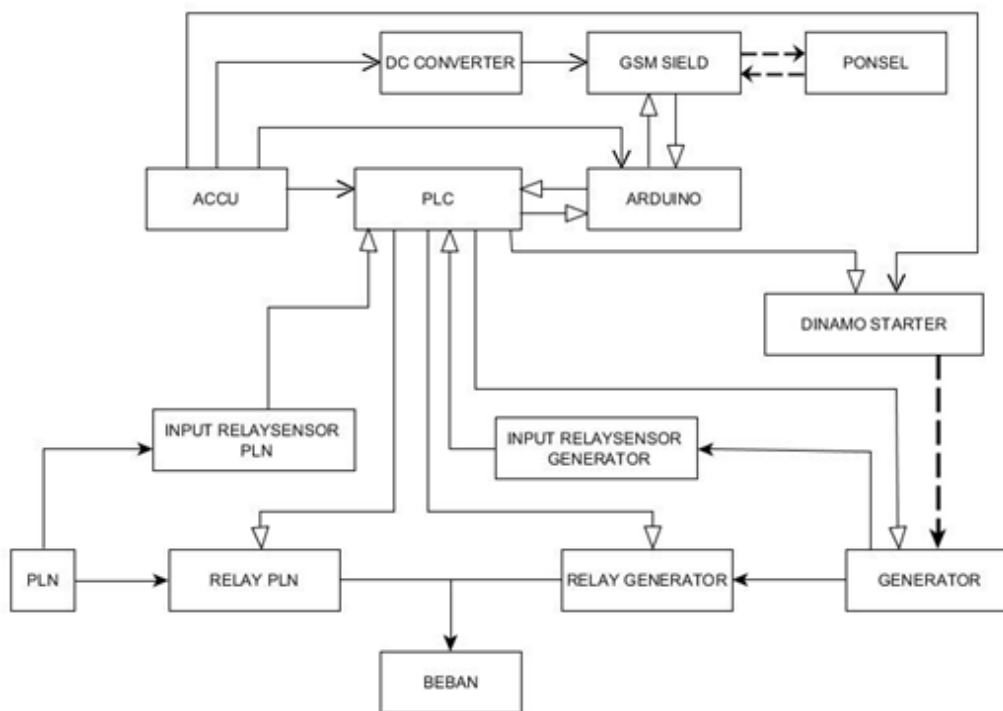 DC CONVERTER
GSM SIELD
PONSEL
ACCU
PLC
ARDUINO
DINAMO STARTER
INPUT RELAYSENSOR
PLN
INPUT RELAYSENSOR
GENERATOR
PLN
RELAY PLN
RELAY GENERATOR
GENERATOR
BEBAN